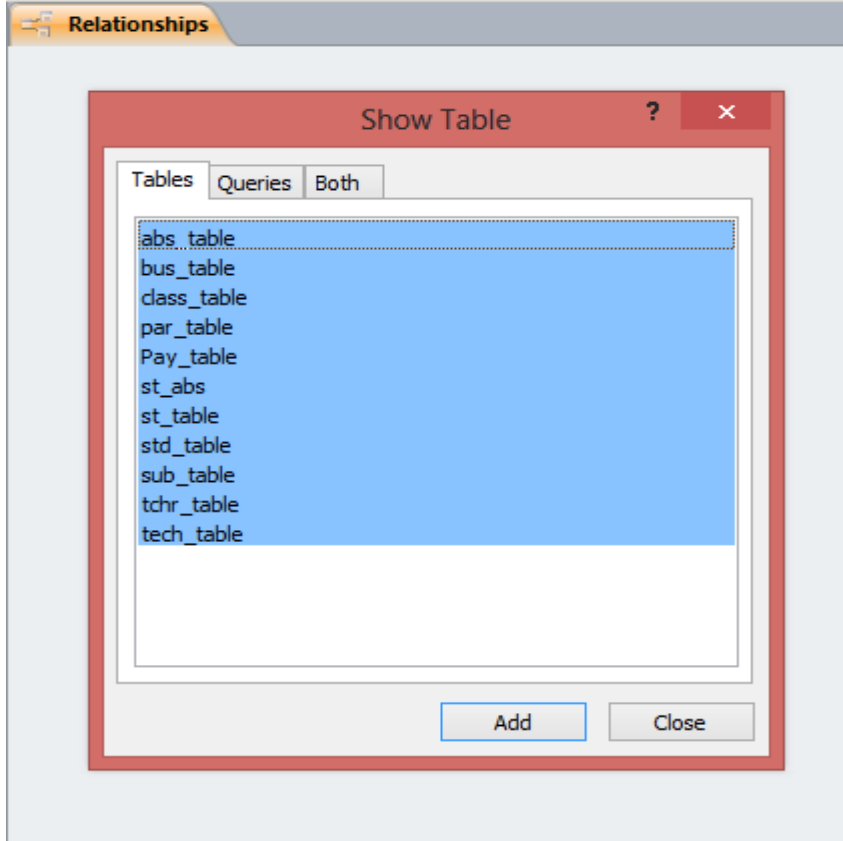 Relationships
Show Table
?
Tables Queries Both
abs_table
bus_table
class_table
par_table
Pay_table
st_abs
st_table
std_table
sub_table
tchr_table
tech_table
Add Close